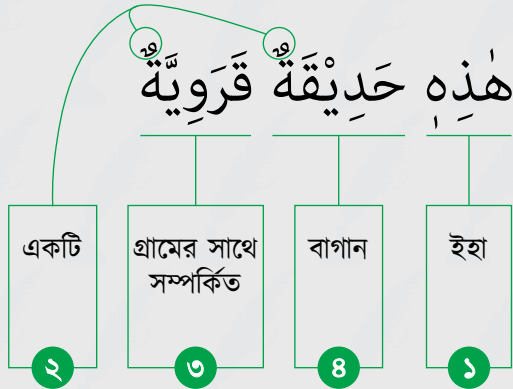 هٰذِهٖ حَدِيْقَةٌ قَرَوِيَّةٌ
একটি
গ্রামের সাথে
সম্পর্কিত
বাগান
ইহা
২
৩
৪
১